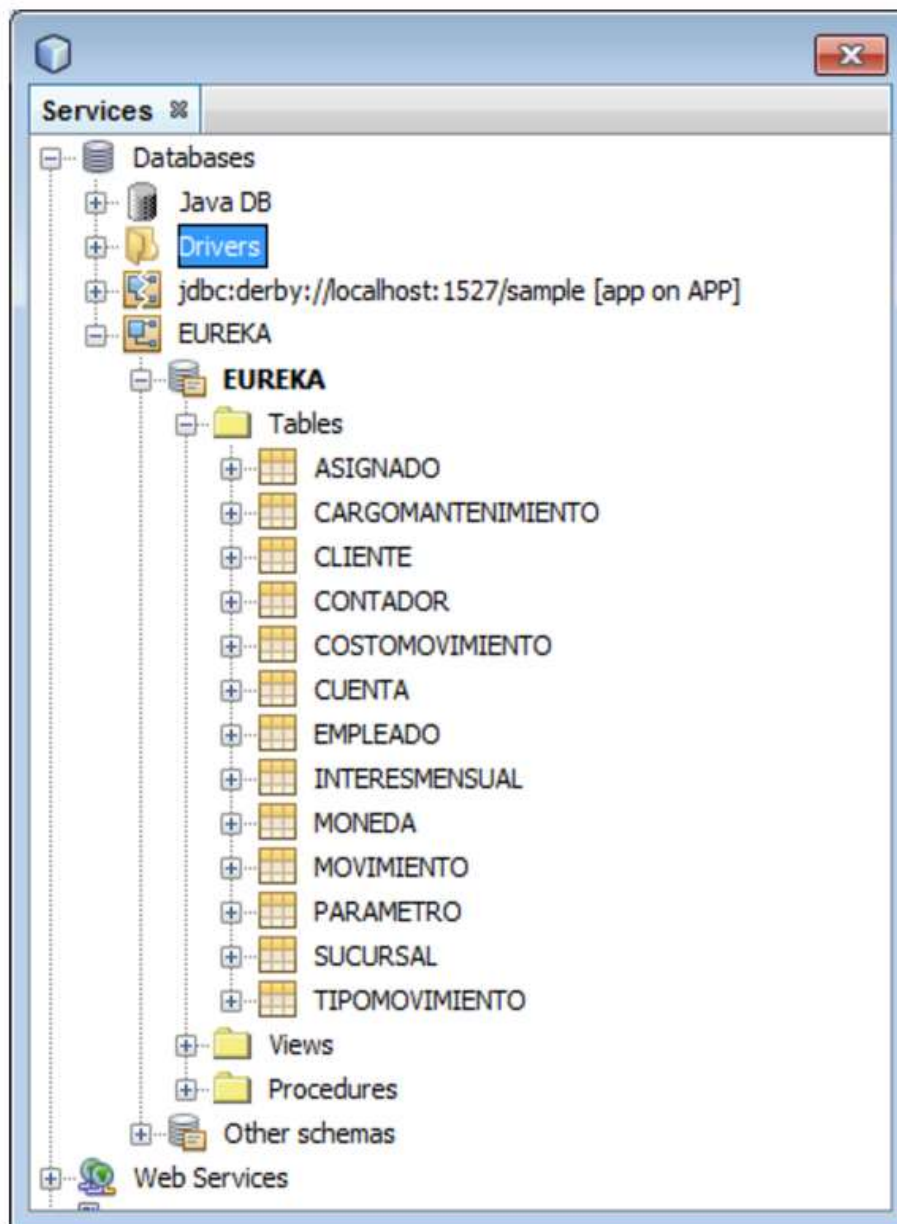 Services
Databases
Java DB
Drivers
jdbc:derby://localhost:1527/sample [app on APP]
EUREKA
EUREKA
Tables
ASIGNADO
CARGOMANTENIMIENTO
CLIENTE
CONTADOR
COSTOMOVIMIENTO
CUENTA
EMPLEADO
INTERESMENSUAL
MONEDA
MOVIMIENTO
PARAMETRO
SUCURSAL
TIPOMOVIMIENTO
Views
Procedures
Other schemas
Web Services